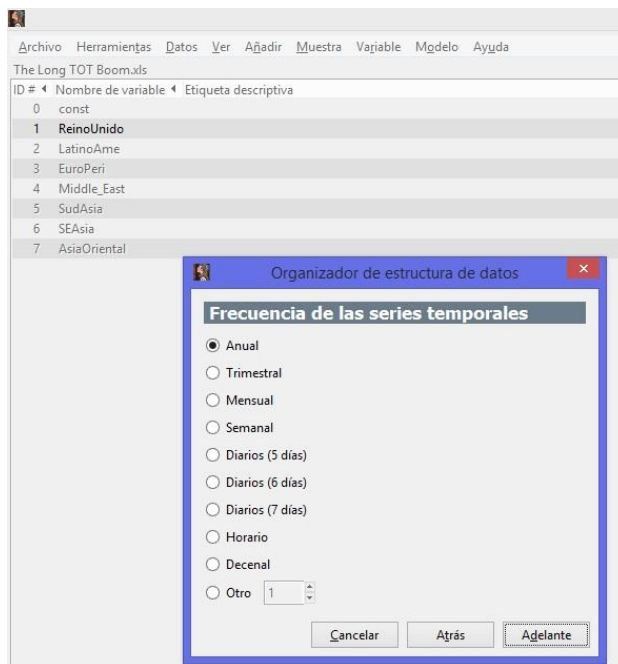 Archivo Herramientas Datos Ver Añadir Muestra Variable Modelo Ayuda
The Long TOT Boom.xls
ID # Nombre de variable Etiqueta descriptiva
0 const
1 ReinoUnido
2 LatinoAme
3 EuroPeri
4 Middle_East
5 SudAsia
6 SEAsia
7 AsiaOriental
Organizador de estructura de datos
Frecuencia de las series temporales
Anual
Trimestral
Mensual
Semanal
Diarios (5 días)
Diarios (6 días)
Diarios (7 días)
Horario
Decenal
Otro 1
Cancelar Atrás Adelante